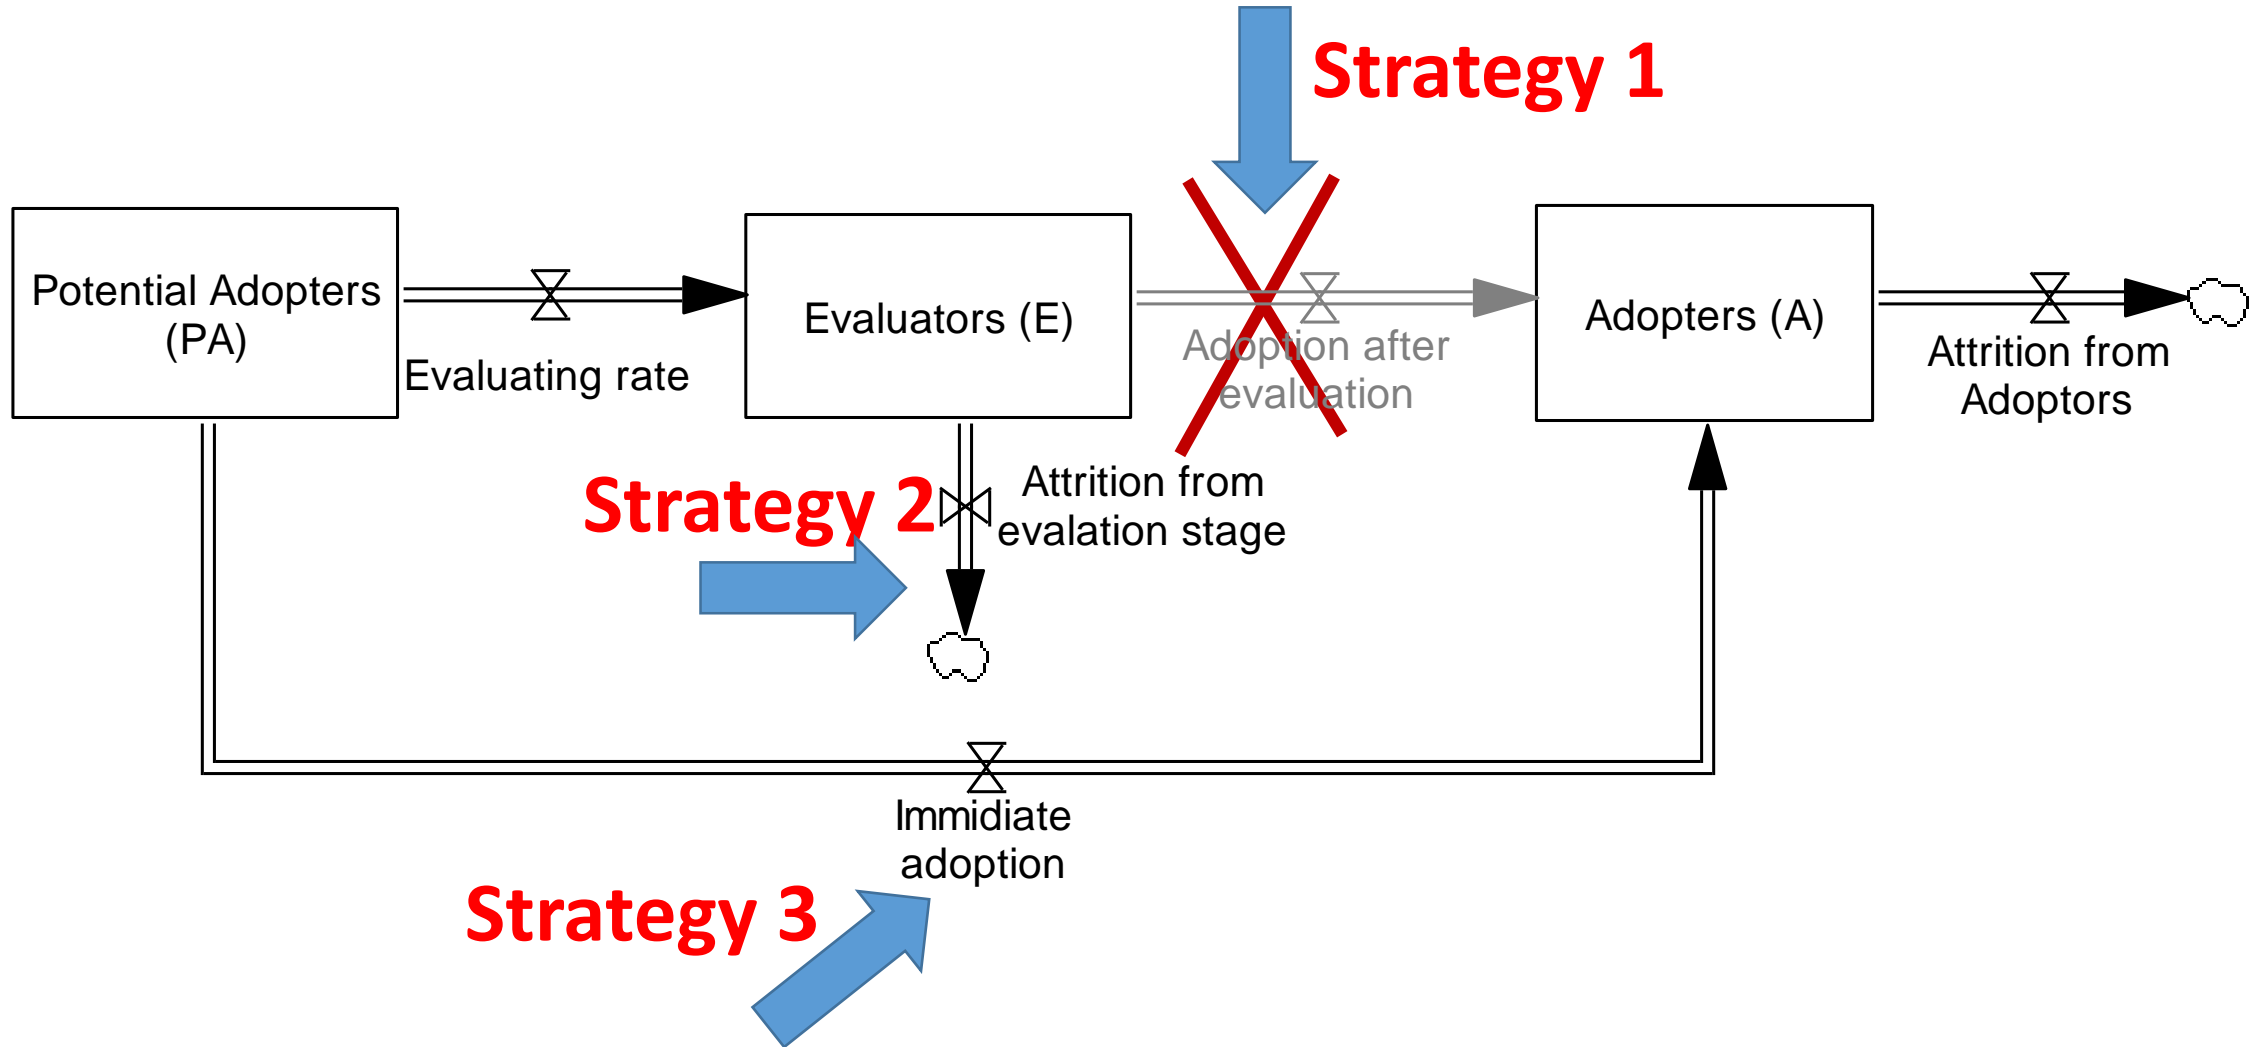 Strategy 1
Potential Adopters
(PA)
Evaluating rate
Evaluators (E)
Adoption after
evaluation
Adopters (A)
Attrition from
Adoptors
Strategy 2
Attrition from
evalation stage
Immidiate
adoption
Strategy 3